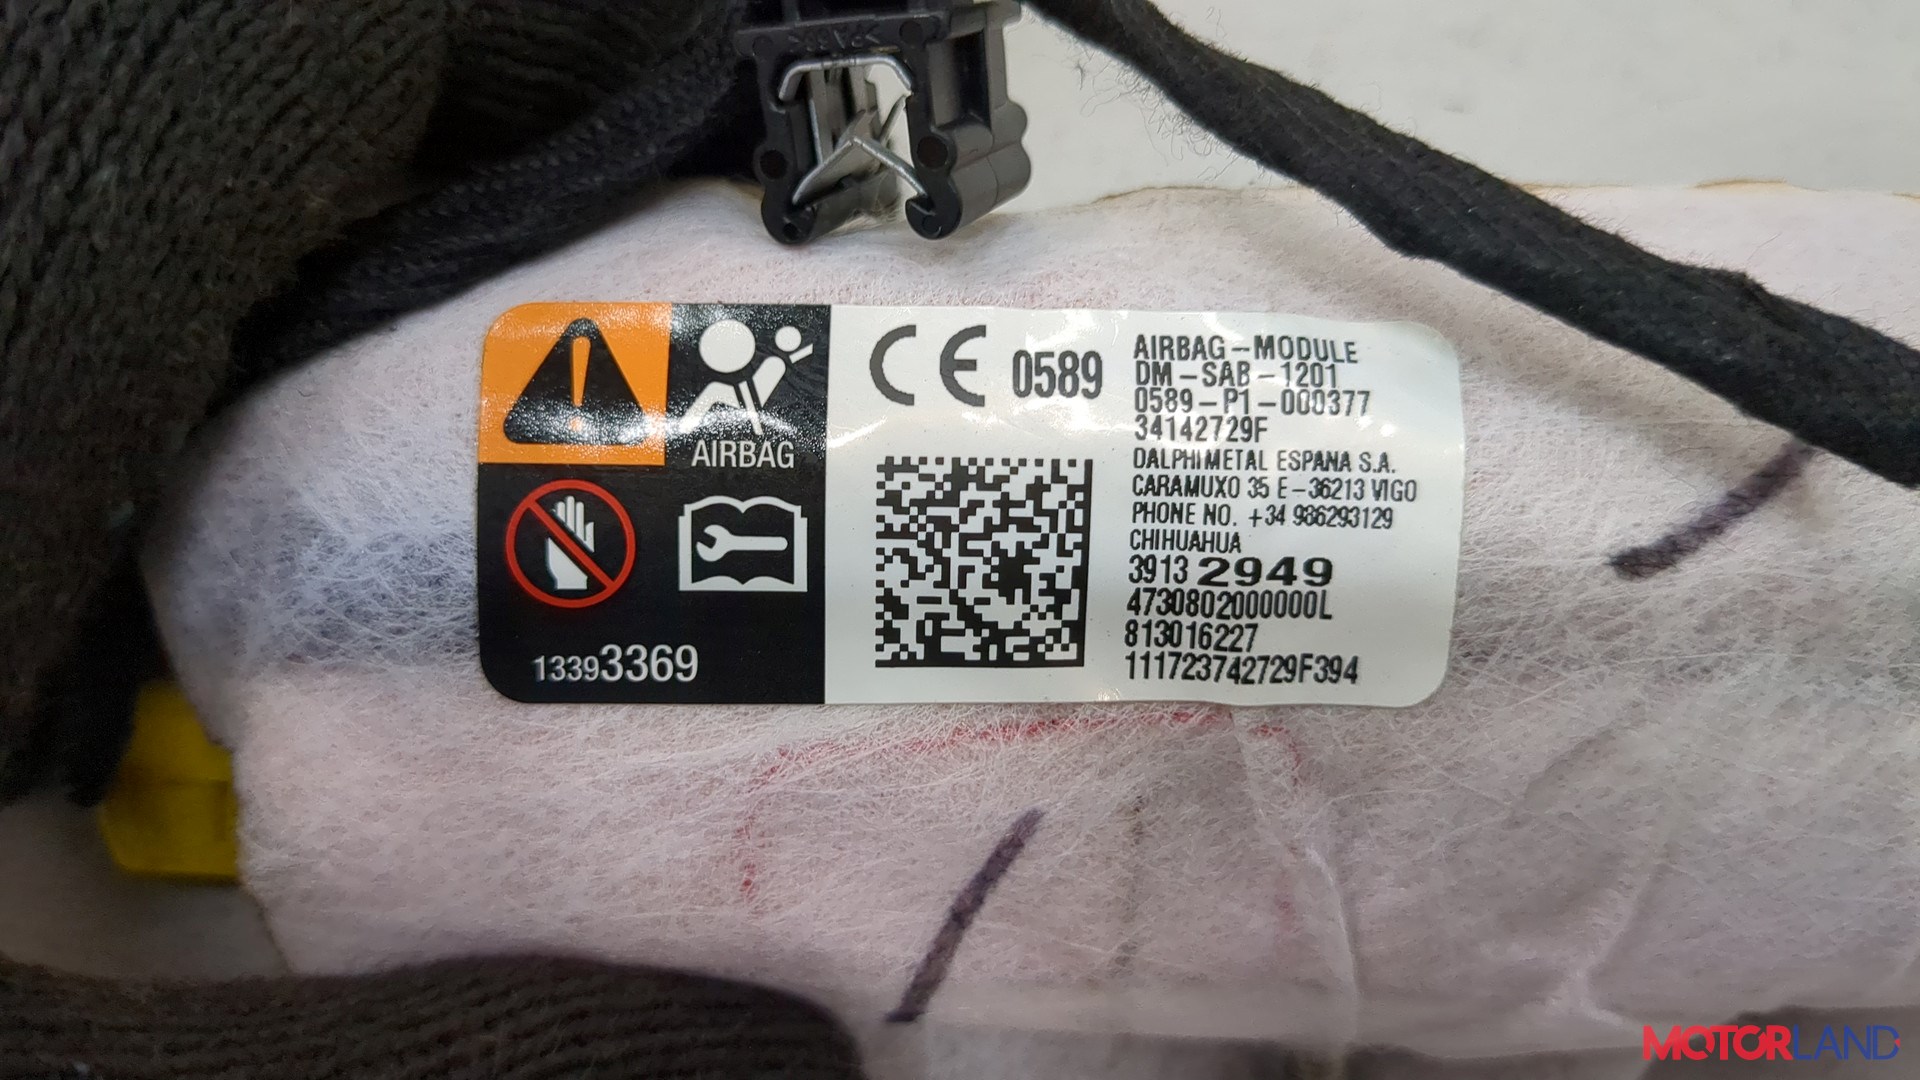 >PA66<
AIRBAG
13393369
CE 0589
AIRBAG-MODULE
DM-SAB-1201
0589-P1-000377
34142729F
DALPHIMETAL ESPANA S.A.
CARAMUXO 35 E-36213 VIGO
PHONE NO. +34 986293129
CHIHUAHUA
3913 2949
4730802000000L
813016227
111723742729F394
MOTORLAND